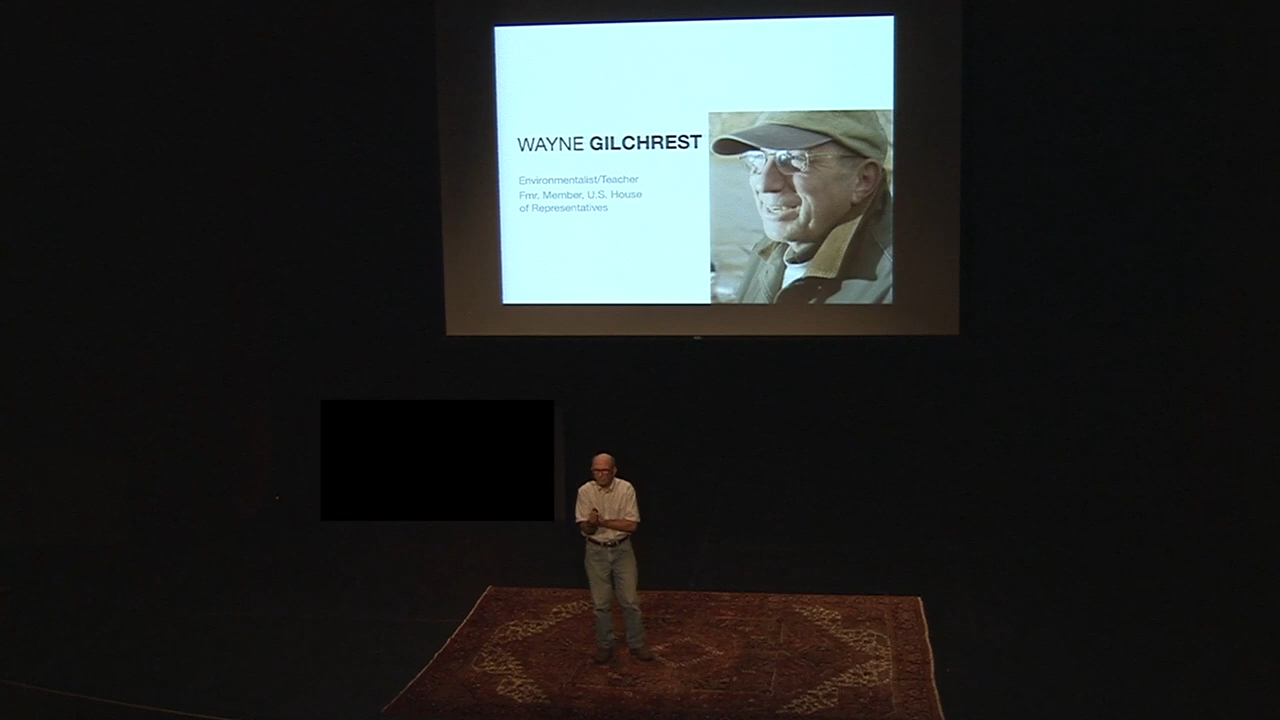 WAYNE GILCHREST
Environmentalist/Teacher
Fmr. Member, U.S. House
of Representatives